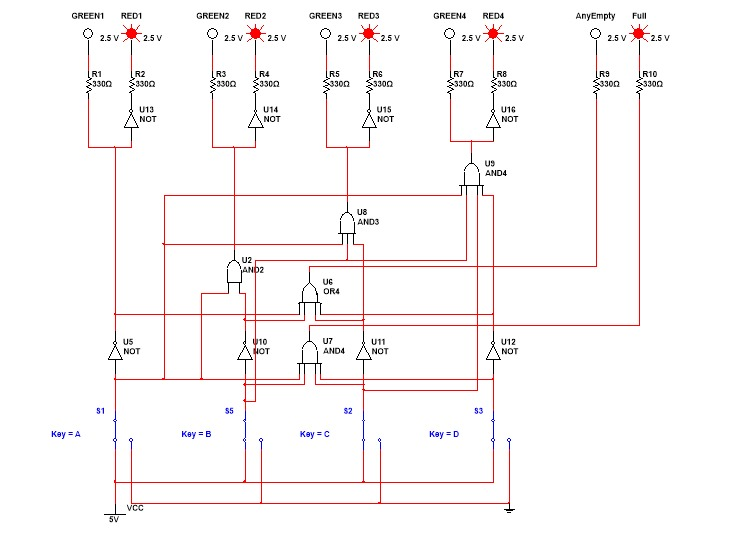 GREEN1 RED1 GREEN2 RED2 GREEN3 RED3 GREEN4 RED4 AnyEmpty Full
2.5 V 2.5 V 2.5 V 2.5 V 2.5 V 2.5 V 2.5 V 2.5 V 2.5 V 2.5 V
R1 R2 R3 R4 R5 R6 R7 R8 R9 R10
330Ω 330Ω 330Ω 330Ω 330Ω 330Ω 330Ω 330Ω 330Ω 330Ω
U13 U14 U15 U16
NOT NOT NOT NOT
U9
AND4
U8
AND3
U2
AND2
U6
OR4
U5 U10 U7 U11 U12
NOT NOT AND4 NOT NOT
S1 S5 S2 S3
Key = A Key = B Key = C Key = D
VCC
5V